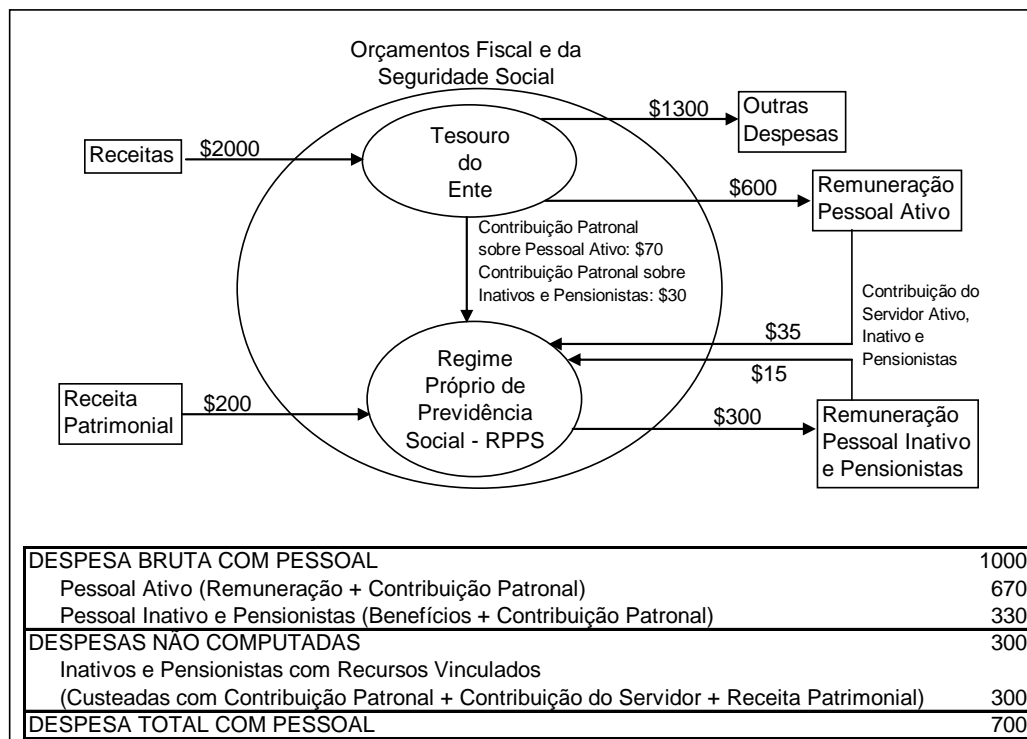 Orçamentos Fiscal e da
Seguridade Social
$1300
Outras
Despesas
Receitas
$2000
Tesouro
do
Ente
$600
Remuneração
Pessoal Ativo
Contribuição Patronal
sobre Pessoal Ativo: $70
Contribuição Patronal sobre
Inativos e Pensionistas: $30
Contribuição do
Servidor Ativo,
Inativo e
Pensionistas
$35
$15
Receita
Patrimonial
$200
Regime
Próprio de
Previdência
Social - RPPS
$300
Remuneração
Pessoal Inativo
e Pensionistas
DESPESA BRUTA COM PESSOAL 1000
Pessoal Ativo (Remuneração + Contribuição Patronal) 670
Pessoal Inativo e Pensionistas (Benefícios + Contribuição Patronal) 330
DESPESAS NÃO COMPUTADAS 300
Inativos e Pensionistas com Recursos Vinculados
(Custeadas com Contribuição Patronal + Contribuição do Servidor + Receita Patrimonial) 300
DESPESA TOTAL COM PESSOAL 700